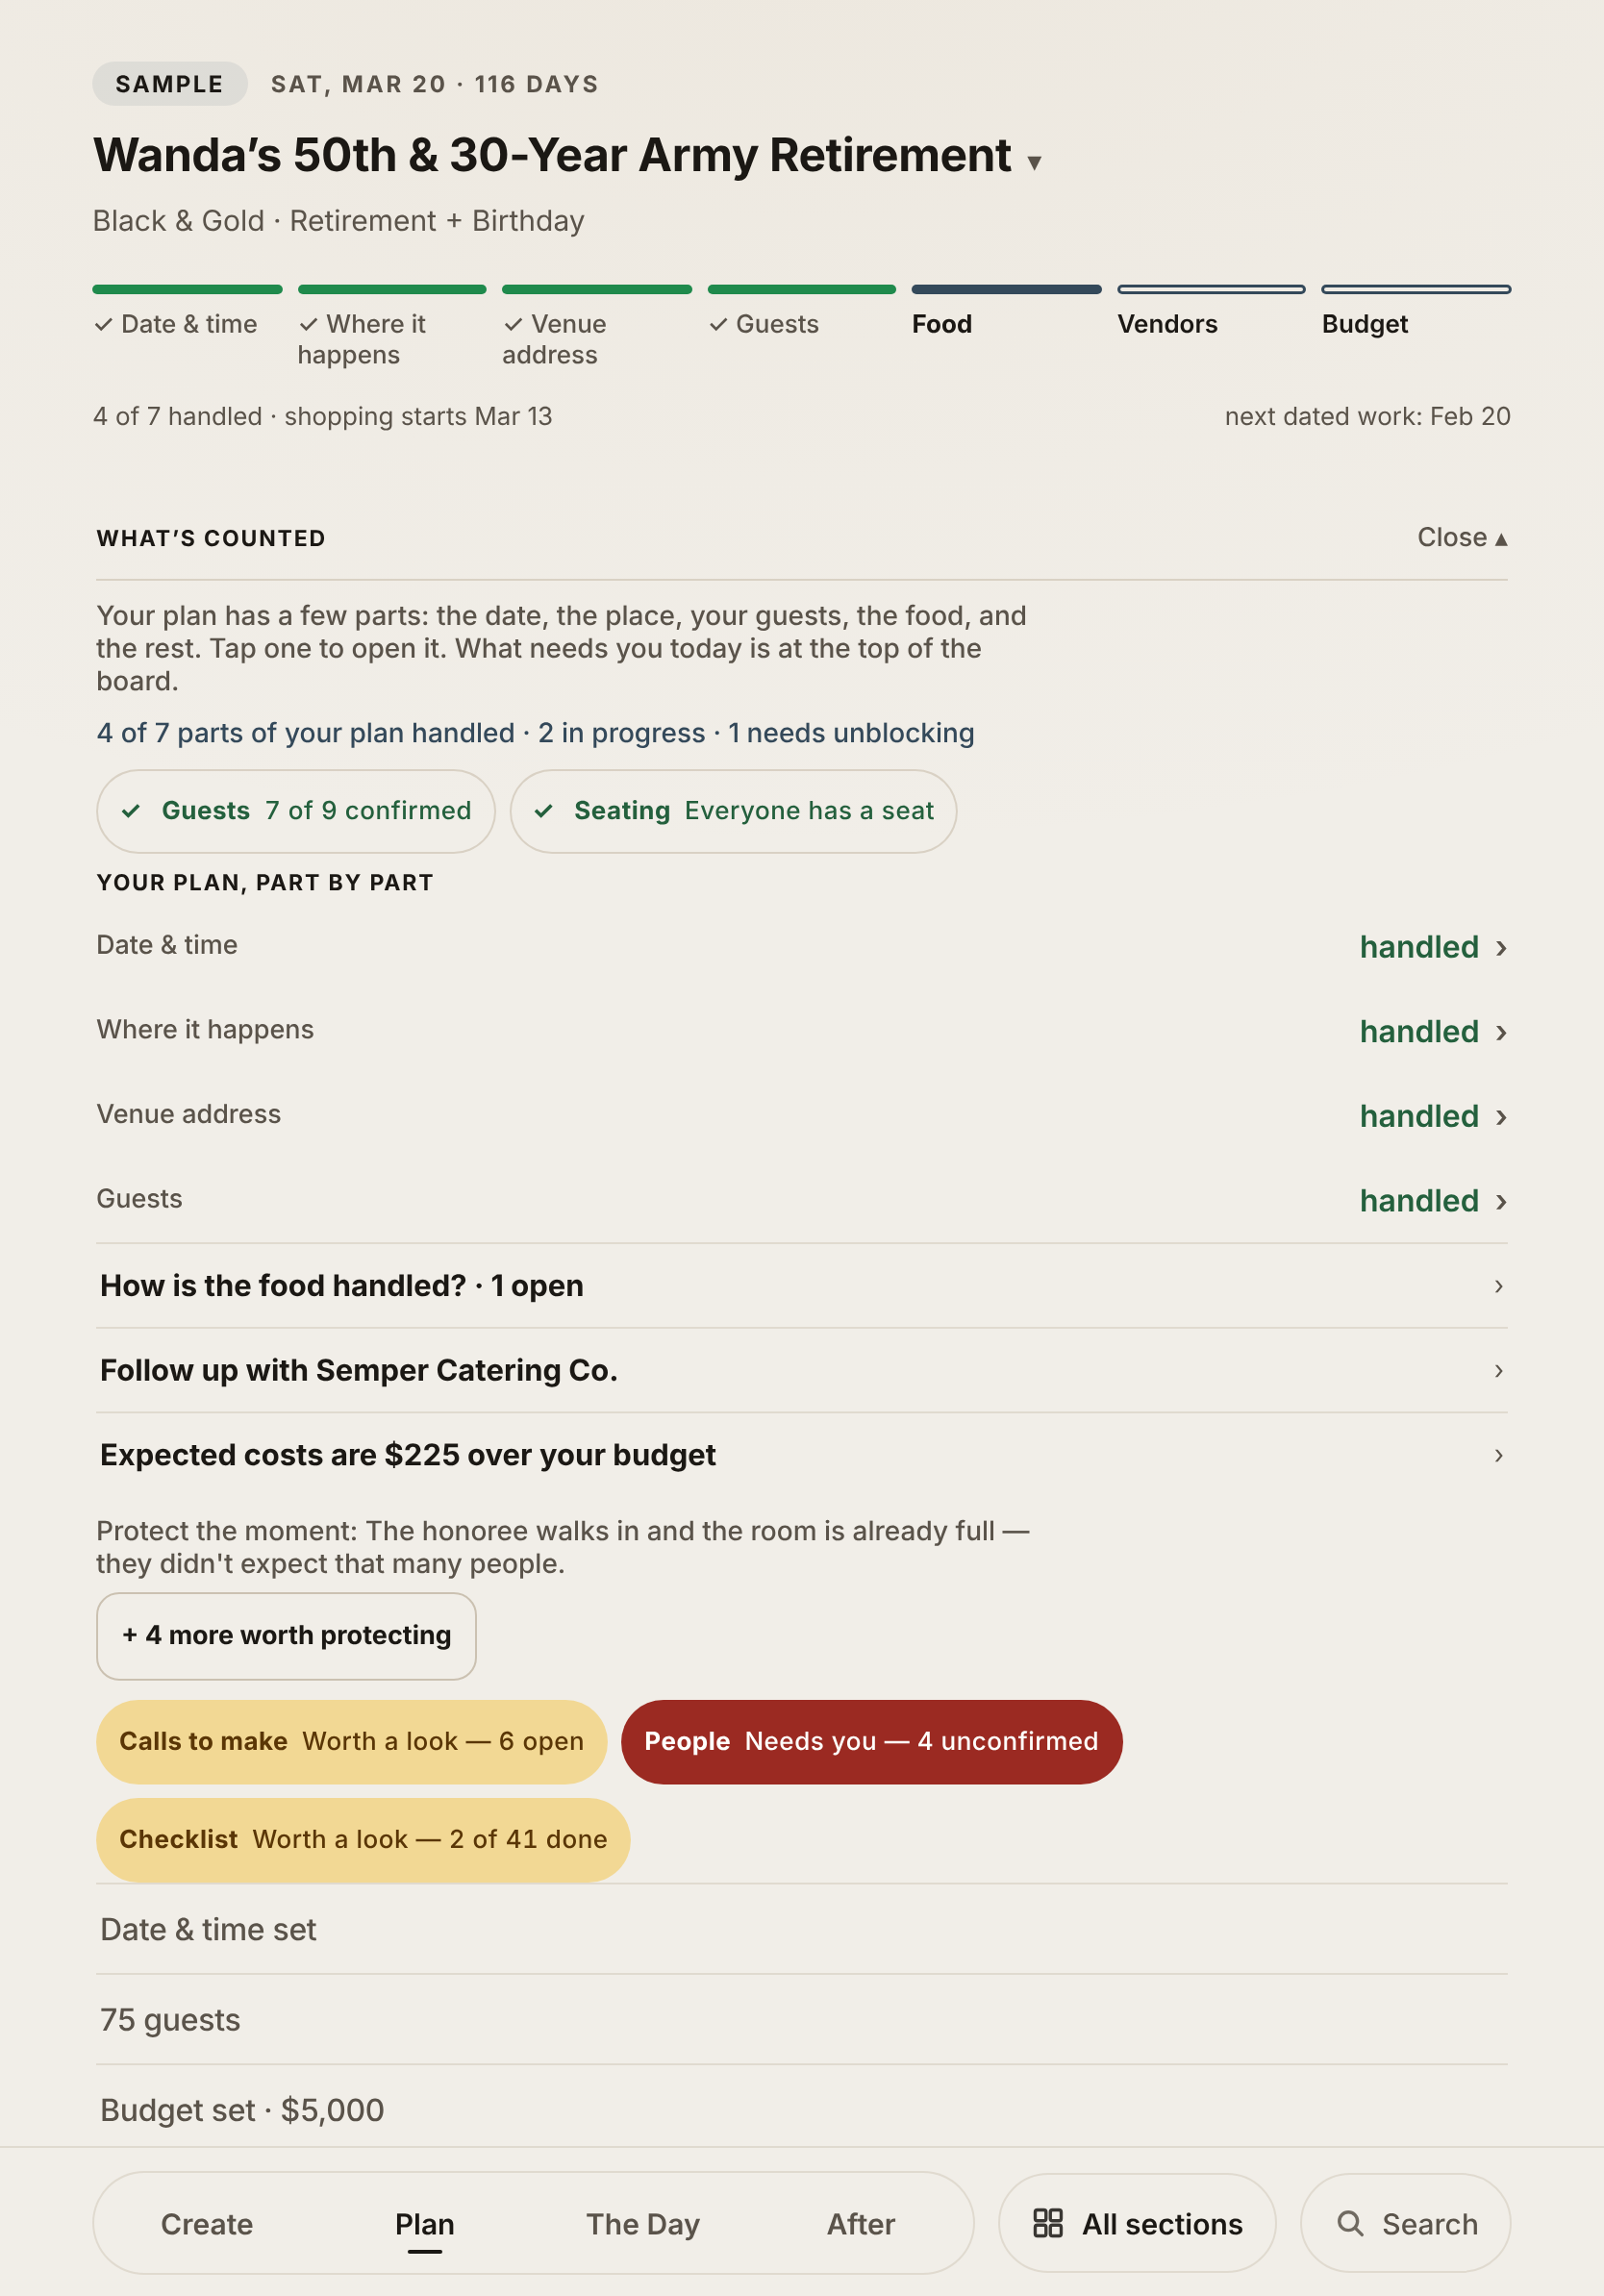 SAMPLE SAT, MAR 20 · 116 DAYS
Wanda’s 50th & 30-Year Army Retirement ▾
Black & Gold · Retirement + Birthday
✓ Date & time
✓ Where it
happens
✓ Venue
address
✓ Guests
Food
Vendors
Budget
4 of 7 handled · shopping starts Mar 13
next dated work: Feb 20
WHAT’S COUNTED
Close ▴
Your plan has a few parts: the date, the place, your guests, the food, and
the rest. Tap one to open it. What needs you today is at the top of the
board.
4 of 7 parts of your plan handled · 2 in progress · 1 needs unblocking
✓ Guests 7 of 9 confirmed
✓ Seating Everyone has a seat
YOUR PLAN, PART BY PART
Date & time handled ›
Where it happens handled ›
Venue address handled ›
Guests handled ›
How is the food handled? · 1 open ›
Follow up with Semper Catering Co. ›
Expected costs are $225 over your budget ›
Protect the moment: The honoree walks in and the room is already full —
they didn't expect that many people.
+ 4 more worth protecting
Calls to make Worth a look — 6 open
People Needs you — 4 unconfirmed
Checklist Worth a look — 2 of 41 done
Date & time set
75 guests
Budget set · $5,000
Create
Plan
The Day
After
All sections
Search